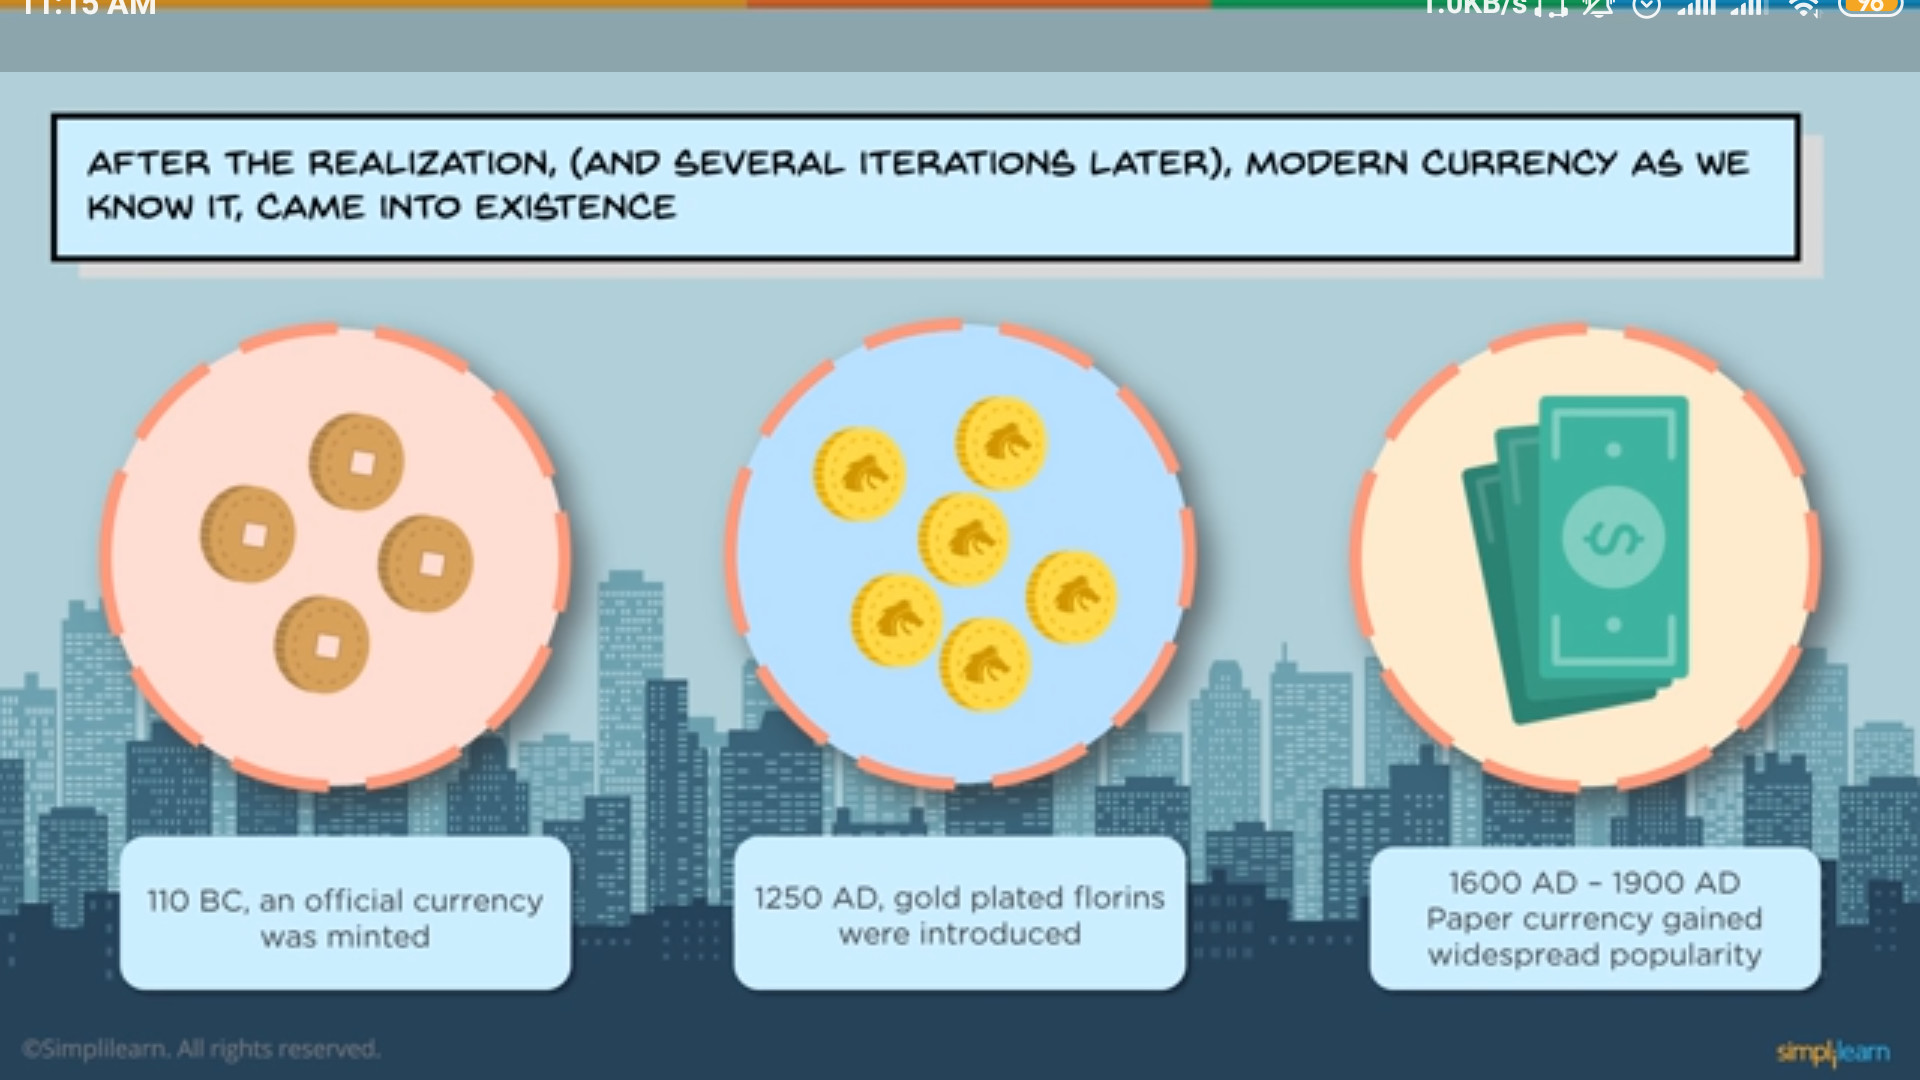 11:15 AM
1.0KB/s
96
AFTER THE REALIZATION, (AND SEVERAL ITERATIONS LATER), MODERN CURRENCY AS WE
KNOW IT, CAME INTO EXISTENCE
$
110 BC, an official currency
was minted
1250 AD, gold plated florins
were introduced
1600 AD – 1900 AD
Paper currency gained
widespread popularity
©Simplilearn. All rights reserved.
simplilearn